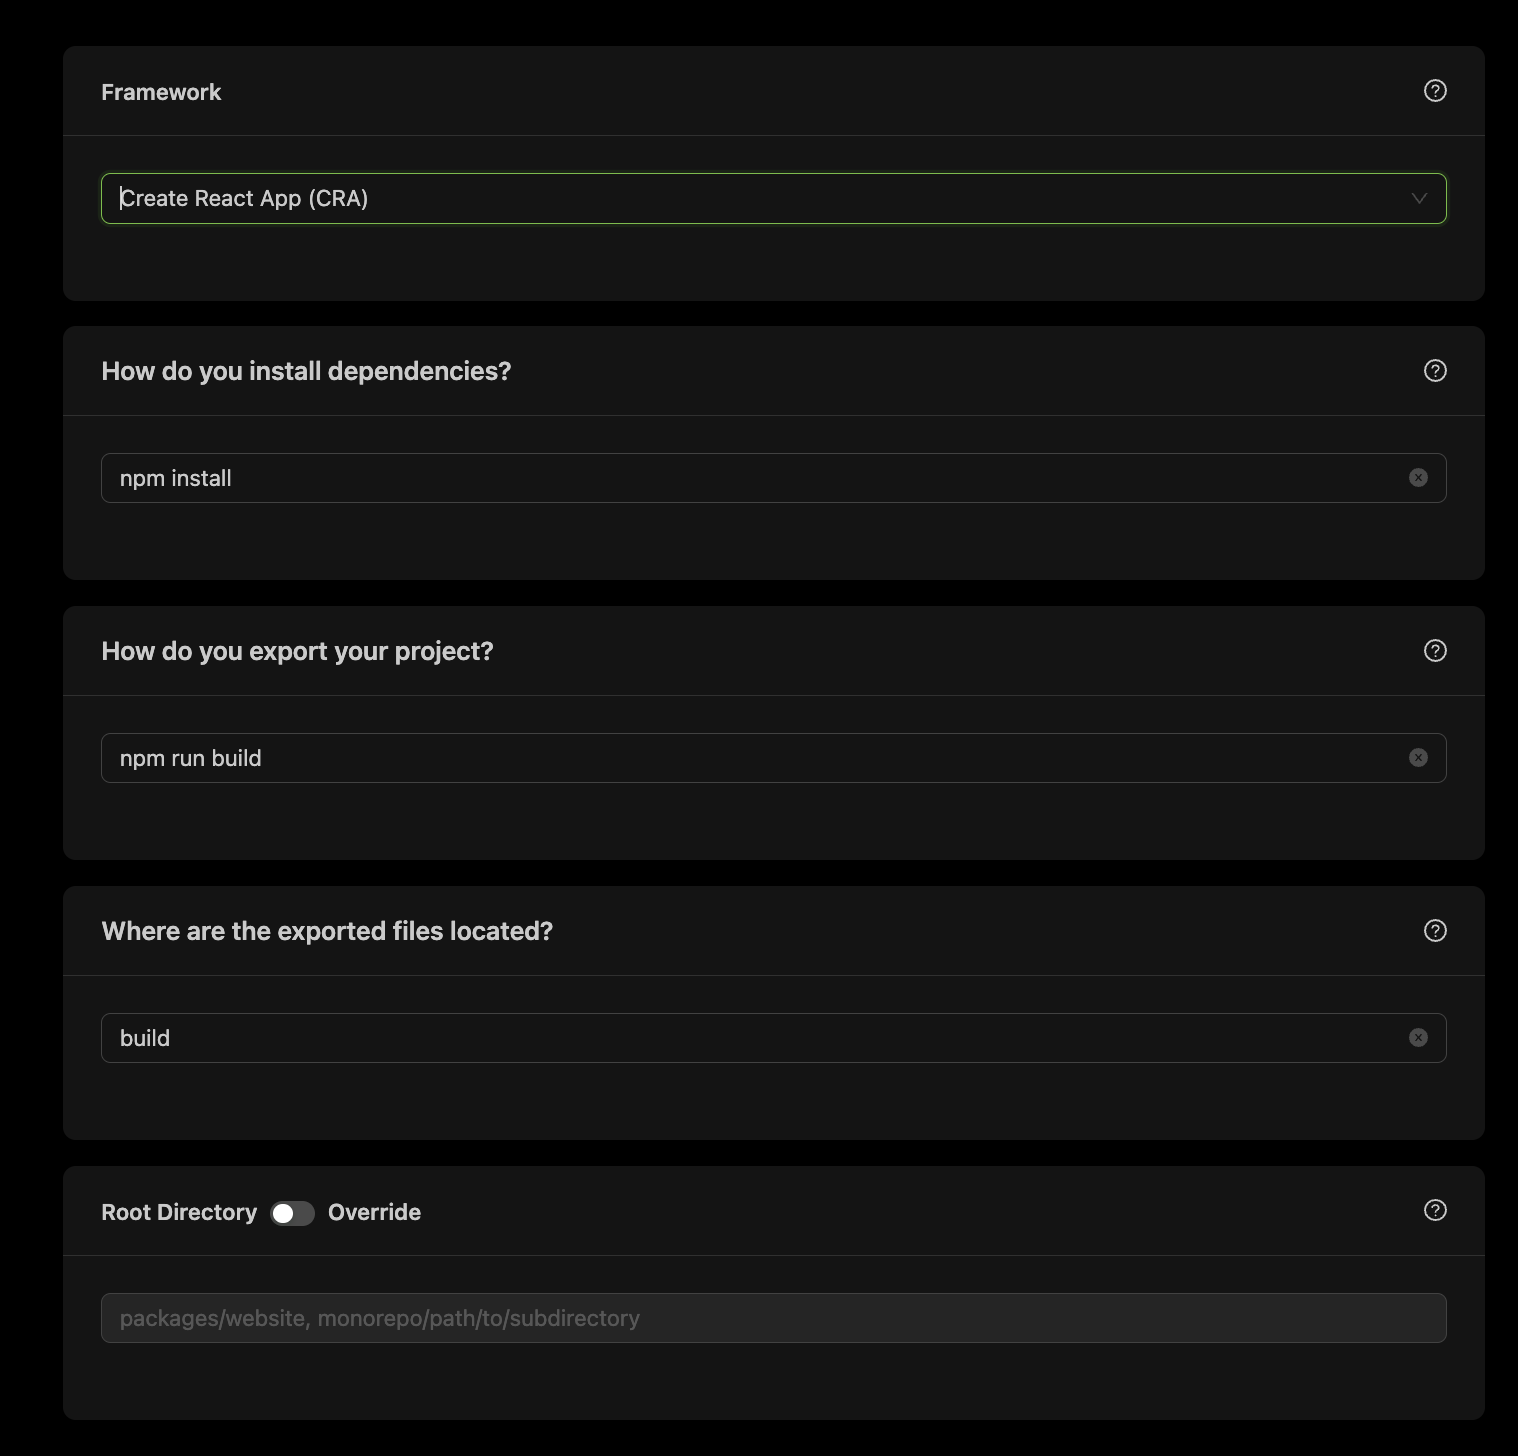 Framework
Create React App (CRA)
How do you install dependencies?
npm install
How do you export your project?
npm run build
Where are the exported files located?
build
Root Directory Override
packages/website, monorepo/path/to/subdirectory